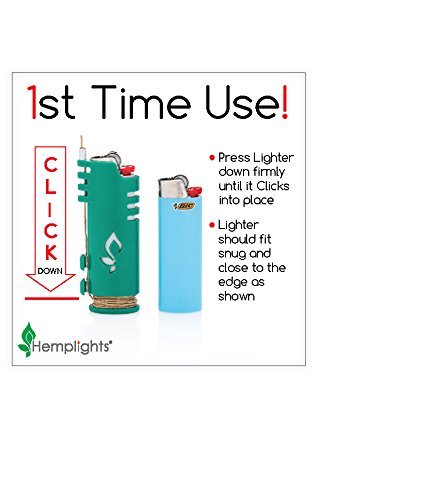 1st Time Use!
CLICK
DOWN
• Press Lighter
down firmly
until it Clicks
into place
• Lighter
should fit
snug and
close to the
edge as
shown
BIC
Hemplights®